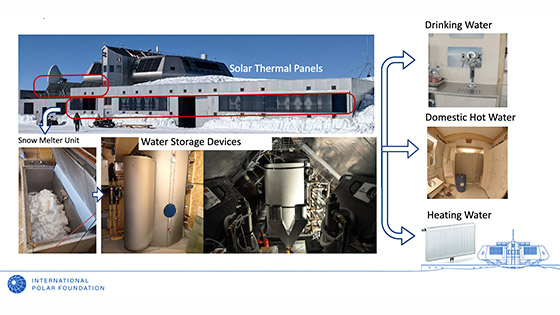 Drinking Water
Solar Thermal Panels
Domestic Hot Water
Snow Melter Unit
Water Storage Devices
Heating Water
INTERNATIONAL
POLAR FOUNDATION